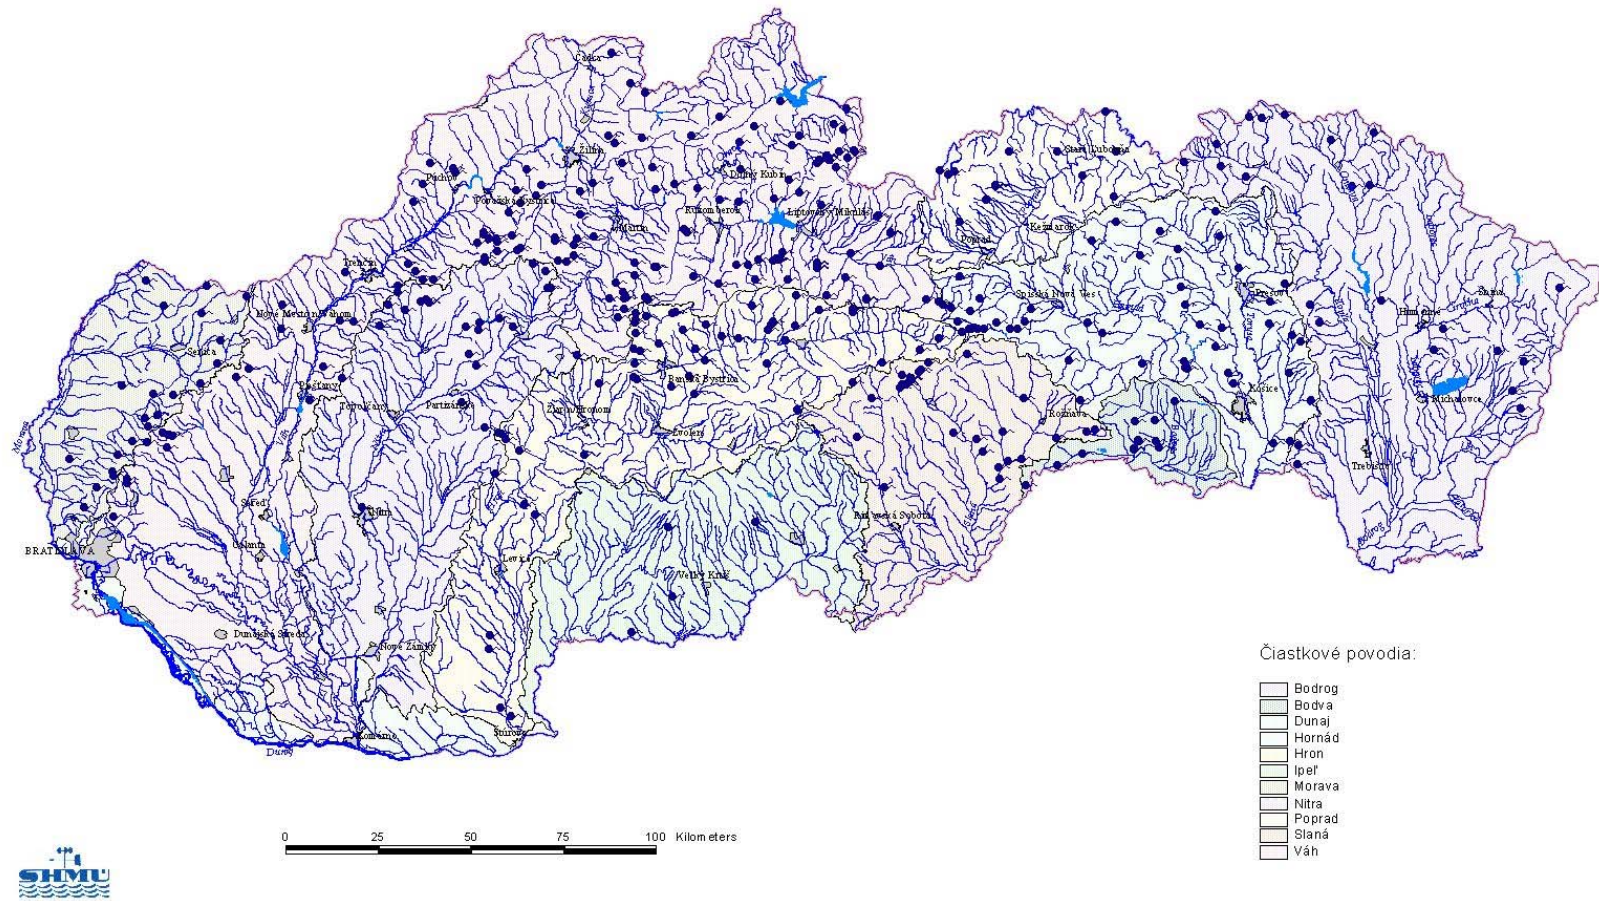 Čadca
Žilina
Stará Ľubovňa
Púchov
Dolný Kubín
Považská Bystrica
Ružomberok
Liptovský Mikuláš
Martin
Kežmarok
Poprad
Trenčín
Váh
Spišská Nová Ves
Prešov
Snina
Nové Mesto n/Váhom
Humenné
Senica
Banská Bystrica
Piešťany
Košice
Michalovce
Topoľčany
Partizánske
Žiar n/Hronom
Rožňava
Zvolen
Morava
Trebišov
Sereď
Nitra
Rimavská Sobota
Bodrog
BRATISLAVA
Galanta
Levice
Veľký Krtíš
Dunajská Streda
Nové Zámky
Komárno
Štúrovo
Dunaj
Čiastkové povodia:
Bodrog
Bodva
Dunaj
Hornád
Hron
Ipeľ
Morava
Nitra
Poprad
Slaná
Váh
0 25 50 75 100 Kilometers
SHMÚ